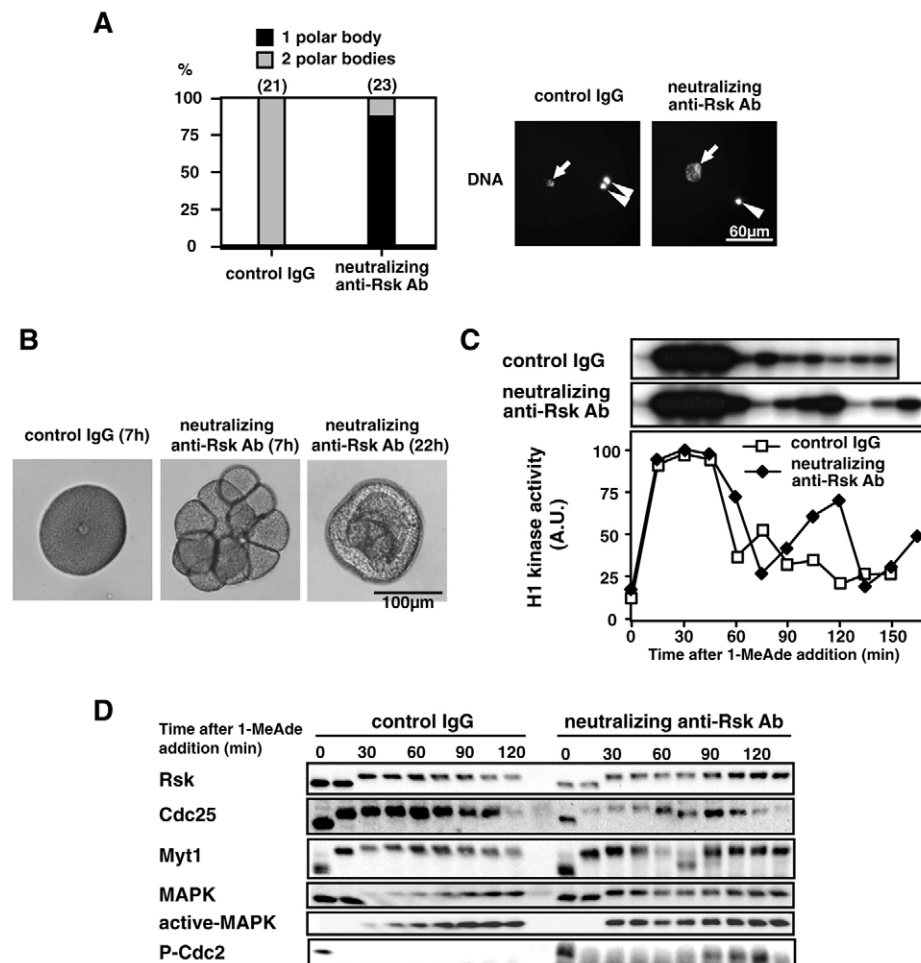 A
1 polar body
2 polar bodies
%
(21) (23)
100
75
50
25
0
control IgG
neutralizing
anti-Rsk Ab
control IgG
neutralizing
anti-Rsk Ab
DNA
60µm
B
control IgG (7h)
neutralizing
anti-Rsk Ab (7h)
neutralizing
anti-Rsk Ab (22h)
100µm
C
control IgG
neutralizing
anti-Rsk Ab
control IgG
neutralizing
anti-Rsk Ab
H1 kinase activity
(A.U.)
100
75
50
25
0
0 30 60 90 120 150
Time after 1-MeAde addition (min)
D
control IgG neutralizing anti-Rsk Ab
Time after 1-MeAde
addition (min)
0 30 60 90 120 0 30 60 90 120
Rsk
Cdc25
Myt1
MAPK
active-MAPK
P-Cdc2